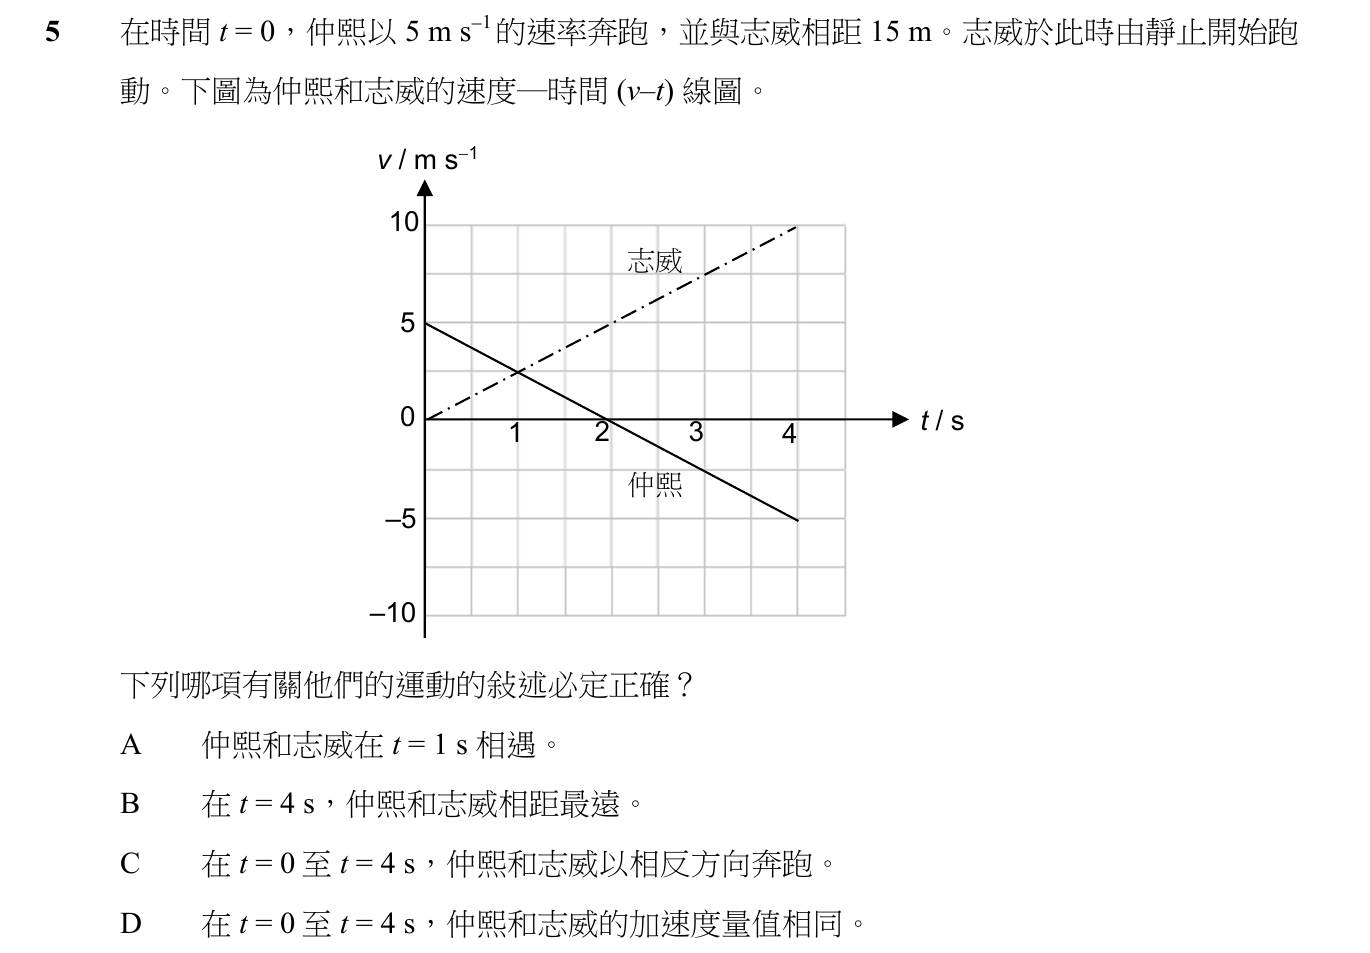 5 在時間 t = 0，仲熙以 5 m s⁻¹ 的速率奔跑，並與志威相距 15 m。志威於此時由靜止開始跑
動。下圖為仲熙和志威的速度—時間 (v–t) 線圖。
v / m s⁻¹
10
志威
5
0
1 2 3 4
t / s
仲熙
–5
–10
下列哪項有關他們的運動的敍述必定正確？
A 仲熙和志威在 t = 1 s 相遇。
B 在 t = 4 s，仲熙和志威相距最遠。
C 在 t = 0 至 t = 4 s，仲熙和志威以相反方向奔跑。
D 在 t = 0 至 t = 4 s，仲熙和志威的加速度量值相同。